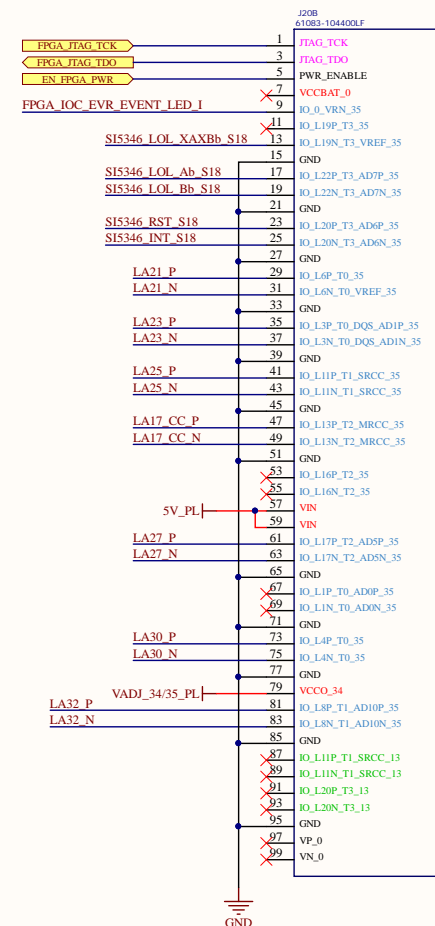 J20B
61083-104400LF
FPGA_JTAG_TCK 1 JTAG_TCK
FPGA_JTAG_TDO 3 JTAG_TDO
EN_FPGA_PWR 5 PWR_ENABLE
7 VCCBAT_0
FPGA_IOC_EVR_EVENT_LED_I 9 IO_0_VRN_35
11 IO_L19P_T3_35
SI5346_LOL_XAXBb_S18 13 IO_L19N_T3_VREF_35
15 GND
SI5346_LOL_Ab_S18 17 IO_L22P_T3_AD7P_35
SI5346_LOL_Bb_S18 19 IO_L22N_T3_AD7N_35
21 GND
SI5346_RST_S18 23 IO_L20P_T3_AD6P_35
SI5346_INT_S18 25 IO_L20N_T3_AD6N_35
27 GND
LA21_P 29 IO_L6P_T0_35
LA21_N 31 IO_L6N_T0_VREF_35
33 GND
LA23_P 35 IO_L3P_T0_DQS_AD1P_35
LA23_N 37 IO_L3N_T0_DQS_AD1N_35
39 GND
LA25_P 41 IO_L11P_T1_SRCC_35
LA25_N 43 IO_L11N_T1_SRCC_35
45 GND
LA17_CC_P 47 IO_L13P_T2_MRCC_35
LA17_CC_N 49 IO_L13N_T2_MRCC_35
51 GND
53 IO_L16P_T2_35
55 IO_L16N_T2_35
5V_PL 57 VIN
59 VIN
LA27_P 61 IO_L17P_T2_AD5P_35
LA27_N 63 IO_L17N_T2_AD5N_35
65 GND
67 IO_L1P_T0_AD0P_35
69 IO_L1N_T0_AD0N_35
71 GND
LA30_P 73 IO_L4P_T0_35
LA30_N 75 IO_L4N_T0_35
77 GND
VADJ_34/35_PL 79 VCCO_34
LA32_P 81 IO_L8P_T1_AD10P_35
LA32_N 83 IO_L8N_T1_AD10N_35
85 GND
87 IO_L11P_T1_SRCC_13
89 IO_L11N_T1_SRCC_13
91 IO_L20P_T3_13
93 IO_L20N_T3_13
95 GND
97 VP_0
99 VN_0
GND